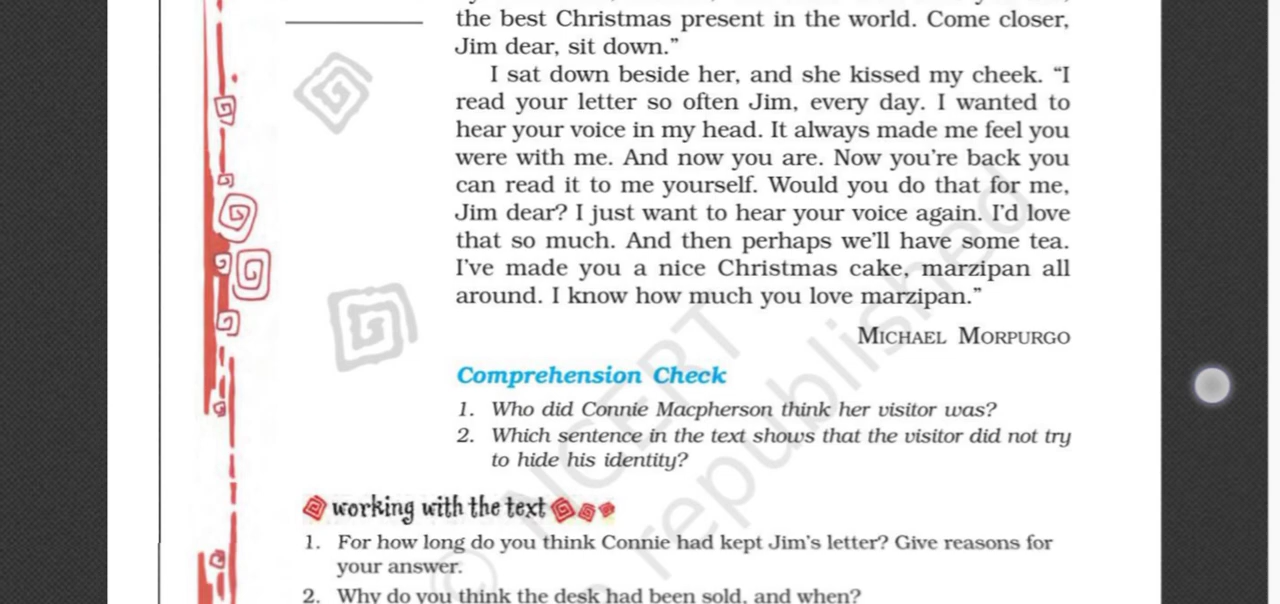 the best Christmas present in the world. Come closer,
Jim dear, sit down.”
I sat down beside her, and she kissed my cheek. “I
read your letter so often Jim, every day. I wanted to
hear your voice in my head. It always made me feel you
were with me. And now you are. Now you’re back you
can read it to me yourself. Would you do that for me,
Jim dear? I just want to hear your voice again. I’d love
that so much. And then perhaps we’ll have some tea.
I’ve made you a nice Christmas cake, marzipan all
around. I know how much you love marzipan.”
MICHAEL MORPURGO
Comprehension Check
1. Who did Connie Macpherson think her visitor was?
2. Which sentence in the text shows that the visitor did not try
to hide his identity?
working with the text
1. For how long do you think Connie had kept Jim’s letter? Give reasons for
your answer.
2. Why do you think the desk had been sold, and when?
© NCERT
republished